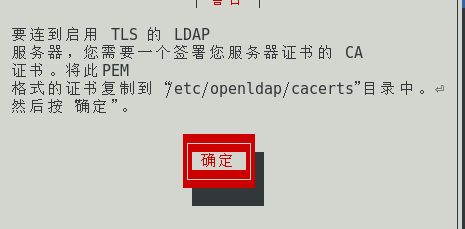 要连到启用 TLS 的 LDAP
服务器，您需要一个签署您服务器证书的 CA
证书。将此PEM
格式的证书复制到 “/etc/openldap/cacerts”目录中。
然后按 “确定”。
确定